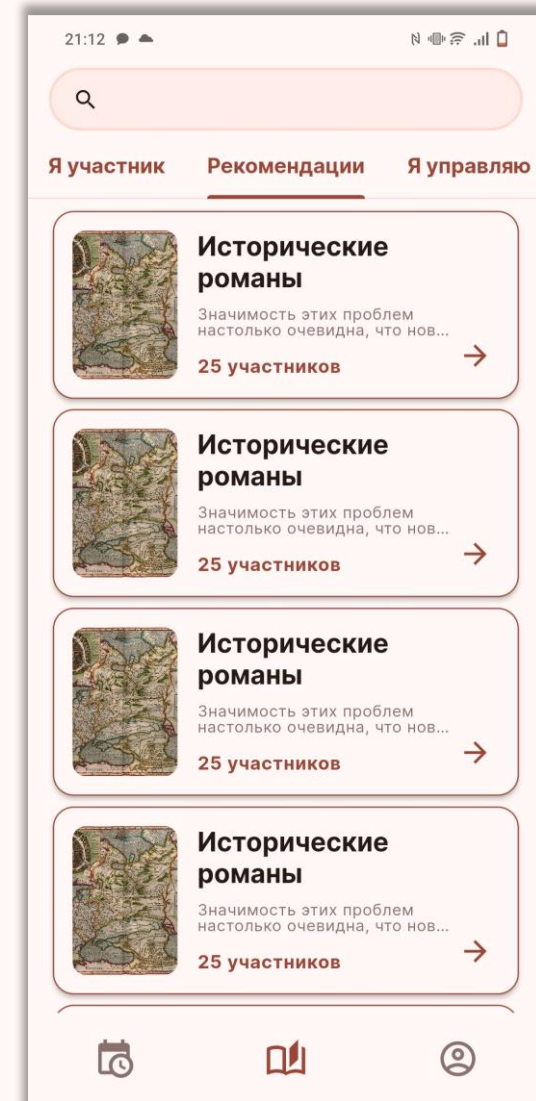 21:12
Я участник Рекомендации Я управляю
Исторические
романы
Значимость этих проблем
настолько очевидна, что нов...
25 участников
Исторические
романы
Значимость этих проблем
настолько очевидна, что нов...
25 участников
Исторические
романы
Значимость этих проблем
настолько очевидна, что нов...
25 участников
Исторические
романы
Значимость этих проблем
настолько очевидна, что нов...
25 участников